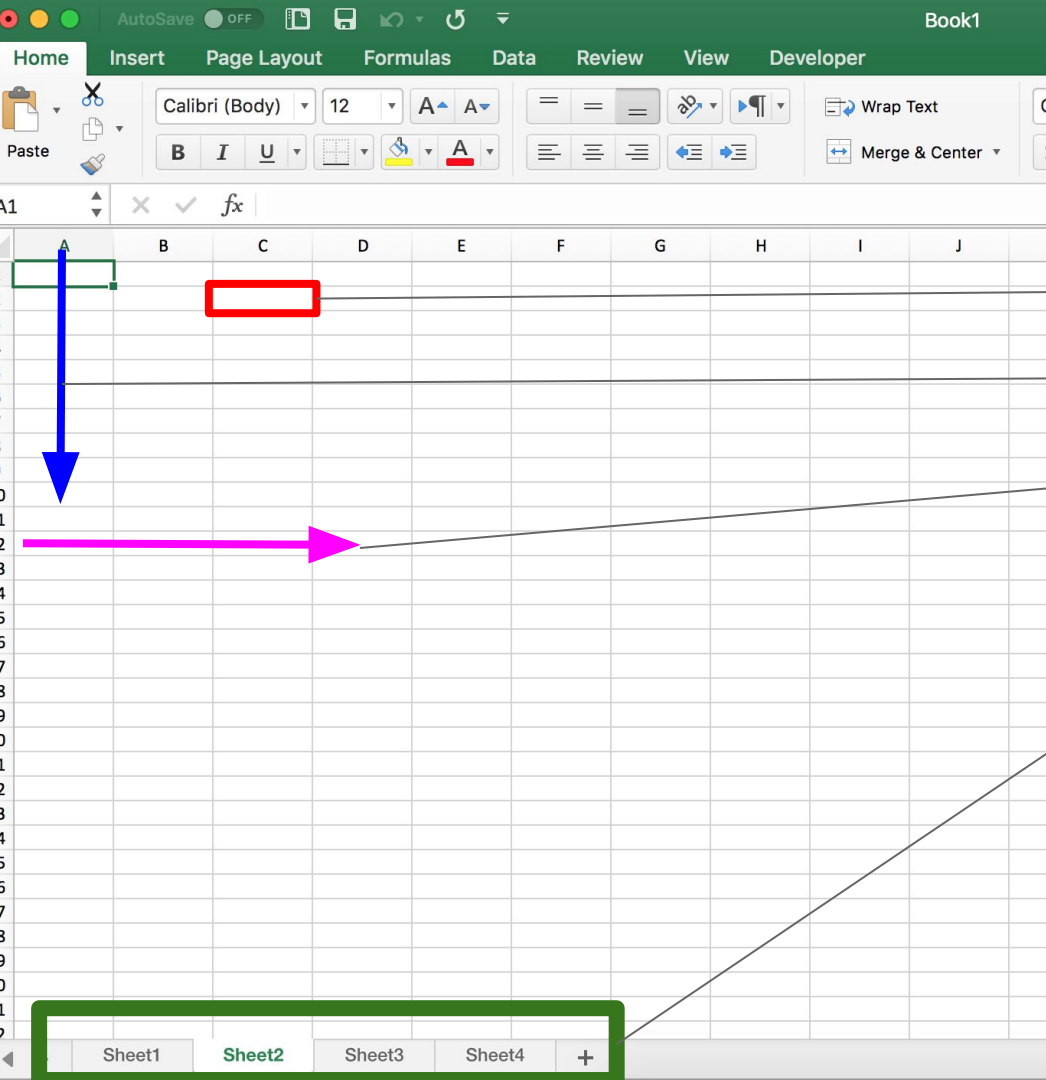 AutoSave OFF Book1
Home Insert Page Layout Formulas Data Review View Developer
Calibri (Body) 12 A A Wrap Text
Paste B I U A Merge & Center
A1 fx
A B C D E F G H I J
Sheet1 Sheet2 Sheet3 Sheet4 +